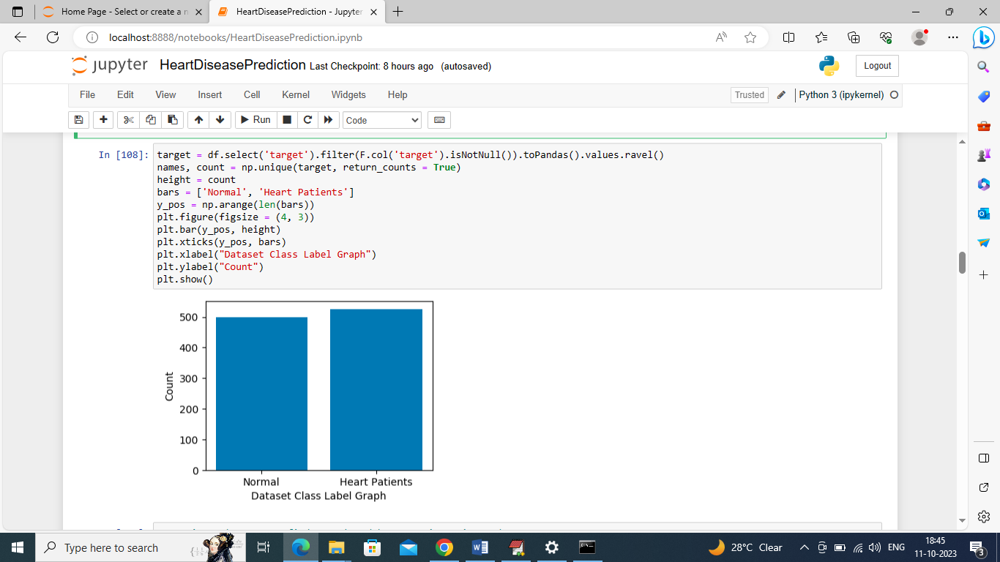 Home Page - Select or create a n
HeartDiseasePrediction - Jupyter
localhost:8888/notebooks/HeartDiseasePrediction.ipynb
jupyter HeartDiseasePrediction Last Checkpoint: 8 hours ago (autosaved)
Logout
File Edit View Insert Cell Kernel Widgets Help
Trusted
Python 3 (ipykernel)
Run
Code
In [108]:
target = df.select('target').filter(F.col('target').isNotNull()).toPandas().values.ravel()
names, count = np.unique(target, return_counts = True)
height = count
bars = ['Normal', 'Heart Patients']
y_pos = np.arange(len(bars))
plt.figure(figsize = (4, 3))
plt.bar(y_pos, height)
plt.xticks(y_pos, bars)
plt.xlabel("Dataset Class Label Graph")
plt.ylabel("Count")
plt.show()
500
400
300
200
100
0
Count
Normal Heart Patients
Dataset Class Label Graph
Type here to search
28°C Clear
ENG
18:45
11-10-2023
3